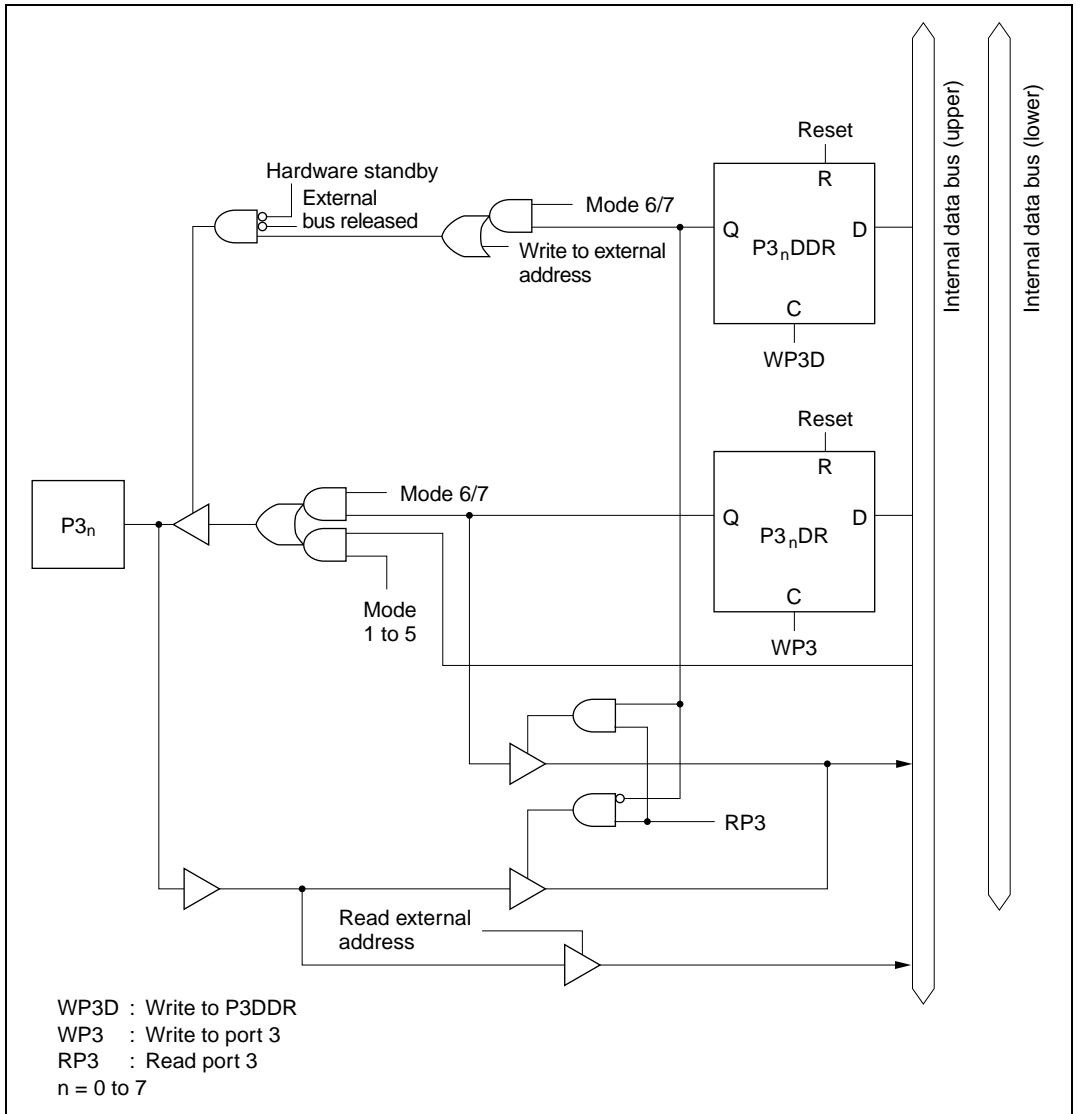 Reset
R
Q
P3nDDR
D
C
WP3D
Hardware standby
External
bus released
Mode 6/7
Write to external
address
Internal data bus (upper)
Internal data bus (lower)
Reset
R
Q
P3nDR
D
C
WP3
P3n
Mode 6/7
Mode
1 to 5
RP3
Read external
address
WP3D : Write to P3DDR
WP3 : Write to port 3
RP3 : Read port 3
n = 0 to 7